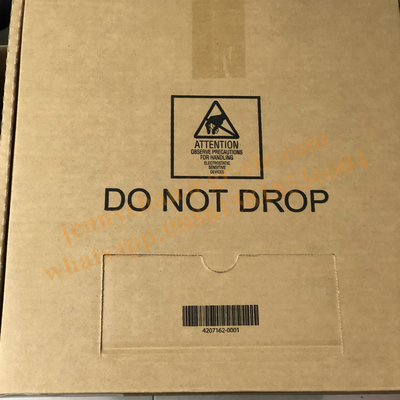 ATTENTION
OBSERVE PRECAUTIONS
FOR HANDLING
ELECTROSTATIC
SENSITIVE
DEVICES
DO NOT DROP
4207162-0001